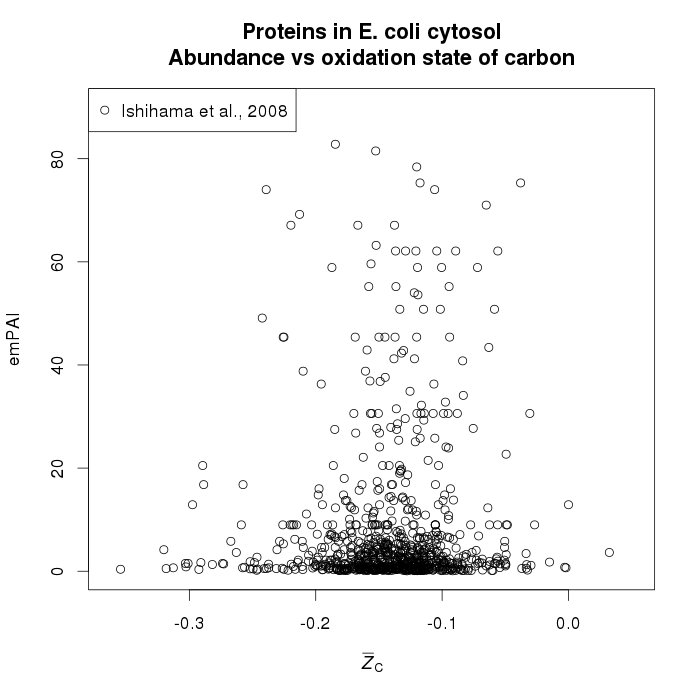 Proteins in E. coli cytosol
Abundance vs oxidation state of carbon
Ishihama et al., 2008
emPAI
80
60
40
20
0
-0.3 -0.2 -0.1 0.0
Z̅C